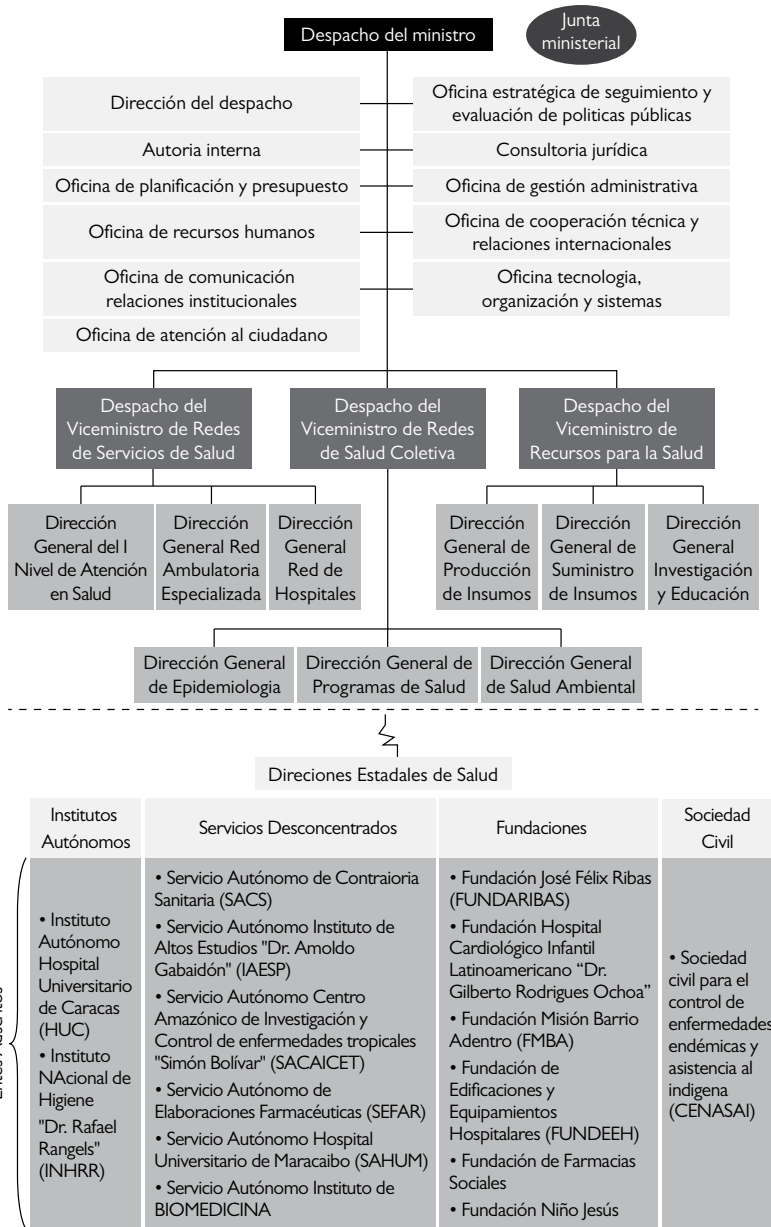 Despacho del ministro
Junta
ministerial
Dirección del despacho
Oficina estratégica de seguimiento y
evaluación de politicas públicas
Autoria interna
Consultoria jurídica
Oficina de planificación y presupuesto
Oficina de gestión administrativa
Oficina de recursos humanos
Oficina de cooperación técnica y
relaciones internacionales
Oficina de comunicación
relaciones institucionales
Oficina tecnologia,
organización y sistemas
Oficina de atención al ciudadano
Despacho del
Viceministro de Redes
de Servicios de Salud
Despacho del
Viceministro de Redes
de Salud Coletiva
Despacho del
Viceministro de
Recursos para la Salud
Dirección
General del I
Nivel de Atención
en Salud
Dirección
General Red
Ambulatoria
Especializada
Dirección
General
Red de
Hospitales
Dirección
General de
Producción
de Insumos
Dirección
General de
Suministro
de Insumos
Dirección
General
Investigación
y Educación
Dirección General
de Epidemiologia
Dirección General de
Programas de Salud
Dirección General
de Salud Ambiental
Direciones Estadales de Salud
Institutos
Autónomos
Servicios Desconcentrados
Fundaciones
Sociedad
Civil
• Instituto
Autónomo
Hospital
Universitario
de Caracas
(HUC)
• Instituto
NAcional de
Higiene
"Dr. Rafael
Rangels"
(INHRR)
• Servicio Autónomo de Contraioria
Sanitaria (SACS)
• Servicio Autónomo Instituto de
Altos Estudios "Dr. Arnoldo
Gabaidón" (IAESP)
• Servicio Autónomo Centro
Amazónico de Investigación y
Control de enfermedades tropicales
"Simón Bolívar" (SACAICET)
• Servicio Autónomo de
Elaboraciones Farmacéuticas (SEFAR)
• Servicio Autónomo Hospital
Universitario de Maracaibo (SAHUM)
• Servicio Autónomo Instituto de
BIOMEDICINA
• Fundación José Félix Ribas
(FUNDARIBAS)
• Fundación Hospital
Cardiológico Infantil
Latinoamericano “Dr.
Gilberto Rodrigues Ochoa”
• Fundación Misión Barrio
Adentro (FMBA)
• Fundación de
Edificaciones y
Equipamientos
Hospitalares (FUNDEEH)
• Fundación de Farmacias
Sociales
• Fundación Niño Jesús
• Sociedad
civil para el
control de
enfermedades
endémicas y
asistencia al
indigena
(CENASAI)